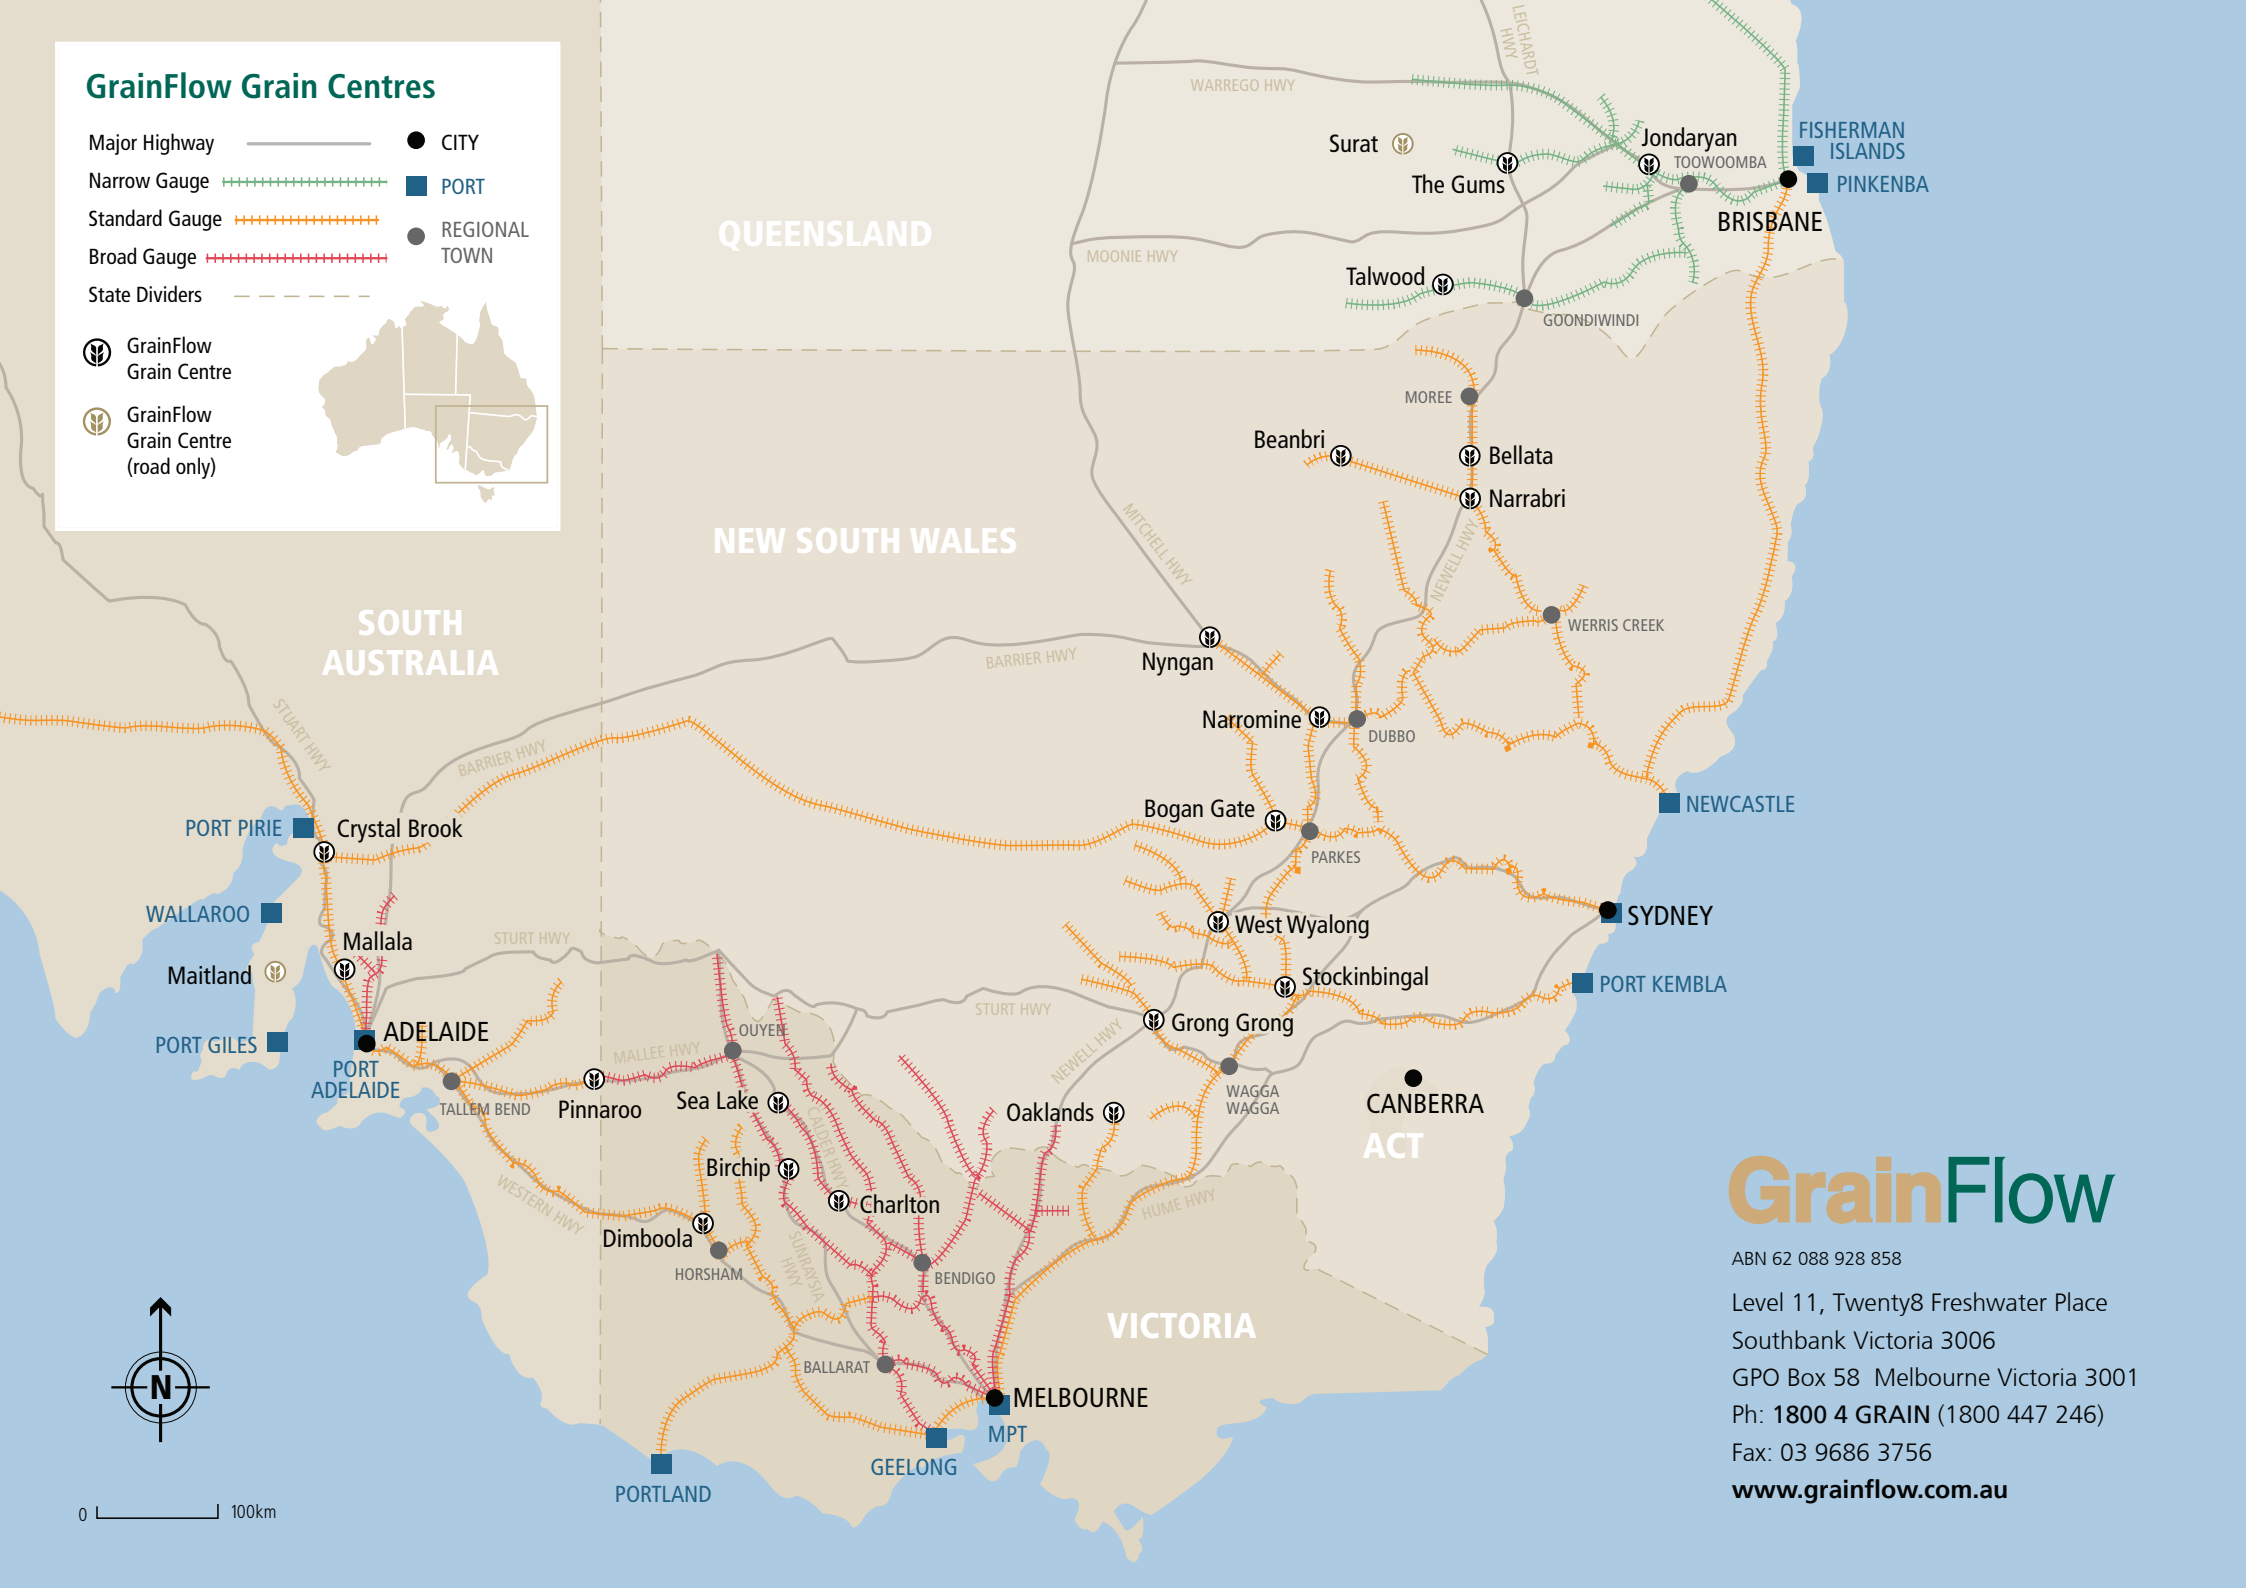 GrainFlow Grain Centres
Major Highway
Narrow Gauge
Standard Gauge
Broad Gauge
State Dividers
CITY
PORT
REGIONAL
TOWN
GrainFlow
Grain Centre
GrainFlow
Grain Centre
(road only)
LEICHARDT
HWY
WARREGO HWY
Surat
The Gums
Jondaryan
TOOWOOMBA
FISHERMAN
ISLANDS
PINKENBA
BRISBANE
QUEENSLAND
MOONIE HWY
Talwood
GOONDIWINDI
MOREE
Beanbri
Bellata
Narrabri
NEW SOUTH WALES
MITCHELL HWY
NEWELL HWY
SOUTH
AUSTRALIA
WERRIS CREEK
BARRIER HWY
Nyngan
STUART HWY
BARRIER HWY
Narromine
DUBBO
NEWCASTLE
Bogan Gate
PARKES
PORT PIRIE
Crystal Brook
WALLAROO
Mallala
STURT HWY
West Wyalong
SYDNEY
Maitland
Stockinbingal
PORT KEMBLA
STURT HWY
Grong Grong
PORT GILES
ADELAIDE
PORT
ADELAIDE
OUYEN
MALLEE HWY
NEWELL HWY
TALLEM BEND
Pinnaroo
Sea Lake
Oaklands
WAGGA
WAGGA
CANBERRA
ACT
CALDER HWY
Birchip
Charlton
WESTERN HWY
HUME HWY
Dimboola
HORSHAM
SUNRAYSIA
HWY
BENDIGO
VICTORIA
BALLARAT
MELBOURNE
MPT
GEELONG
PORTLAND
N
0
100km
GrainFlow
ABN 62 088 928 858
Level 11, Twenty8 Freshwater Place
Southbank Victoria 3006
GPO Box 58 Melbourne Victoria 3001
Ph: 1800 4 GRAIN (1800 447 246)
Fax: 03 9686 3756
www.grainflow.com.au